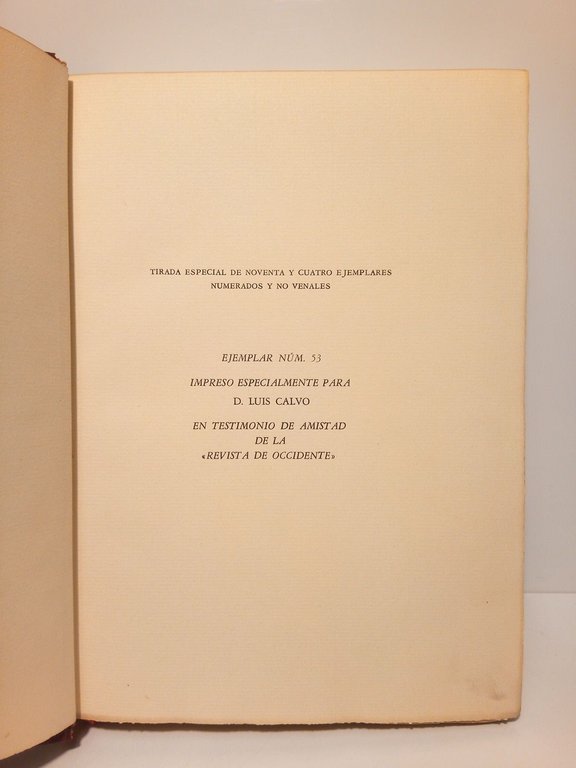 TIRADA ESPECIAL DE NOVENTA Y CUATRO EJEMPLARES
NUMERADOS Y NO VENALES
EJEMPLAR NÚM. 53
IMPRESO ESPECIALMENTE PARA
D. LUIS CALVO
EN TESTIMONIO DE AMISTAD
DE LA
«REVISTA DE OCCIDENTE»